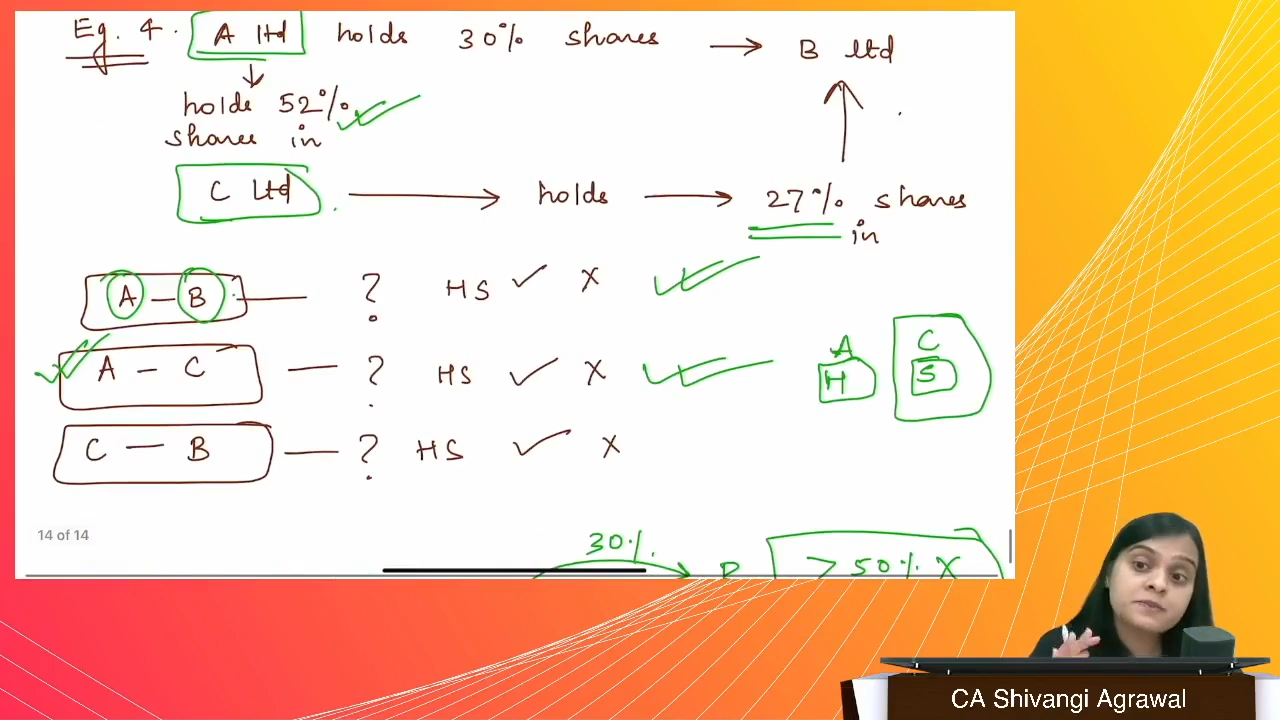 Eg. 4. A ltd holds 30% shares → B ltd
↓
holds 52%
shares in
C Ltd → holds → 27% shares
in
A - B — ? HS ✓ X
A - C — ? HS ✓ X
C - B — ? HS ✓ X
A C
H S
14 of 14
30%
B > 50% X
CA Shivangi Agrawal